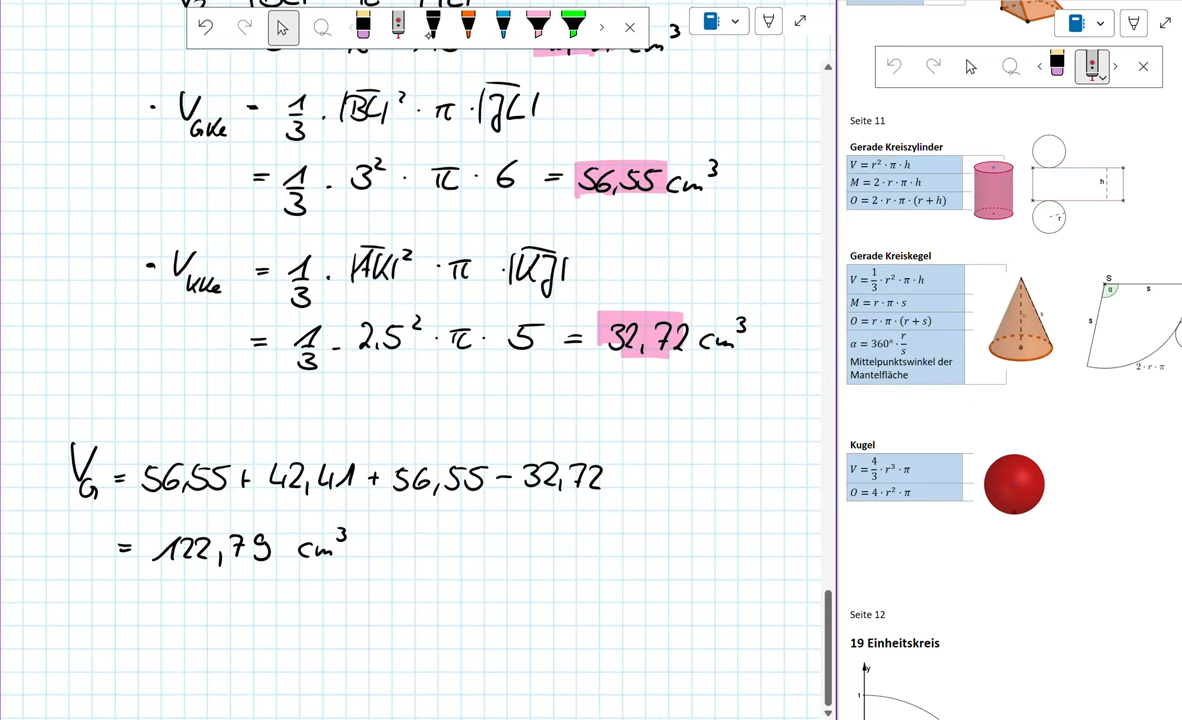 cm³
· V_GKe = 1/3 · |BL|² · π · |JL|
= 1/3 · 3² · π · 6 = 56,55 cm³
· V_KKe = 1/3 · |AK|² · π · |KJ|
= 1/3 · 2,5² · π · 5 = 32,72 cm³
V_G = 56,55 + 42,41 + 56,55 − 32,72
= 122,79 cm³
Seite 11
Gerade Kreiszylinder
V = r² · π · h
M = 2 · r · π · h
O = 2 · r · π · (r + h)
h
r
Gerade Kreiskegel
V = 1/3 · r² · π · h
M = r · π · s
O = r · π · (r + s)
α = 360° · r/s
Mittelpunktswinkel der
Mantelfläche
s
S
α
s
s
2 · r · π
Kugel
V = 4/3 · r³ · π
O = 4 · r² · π
Seite 12
19 Einheitskreis
y
1